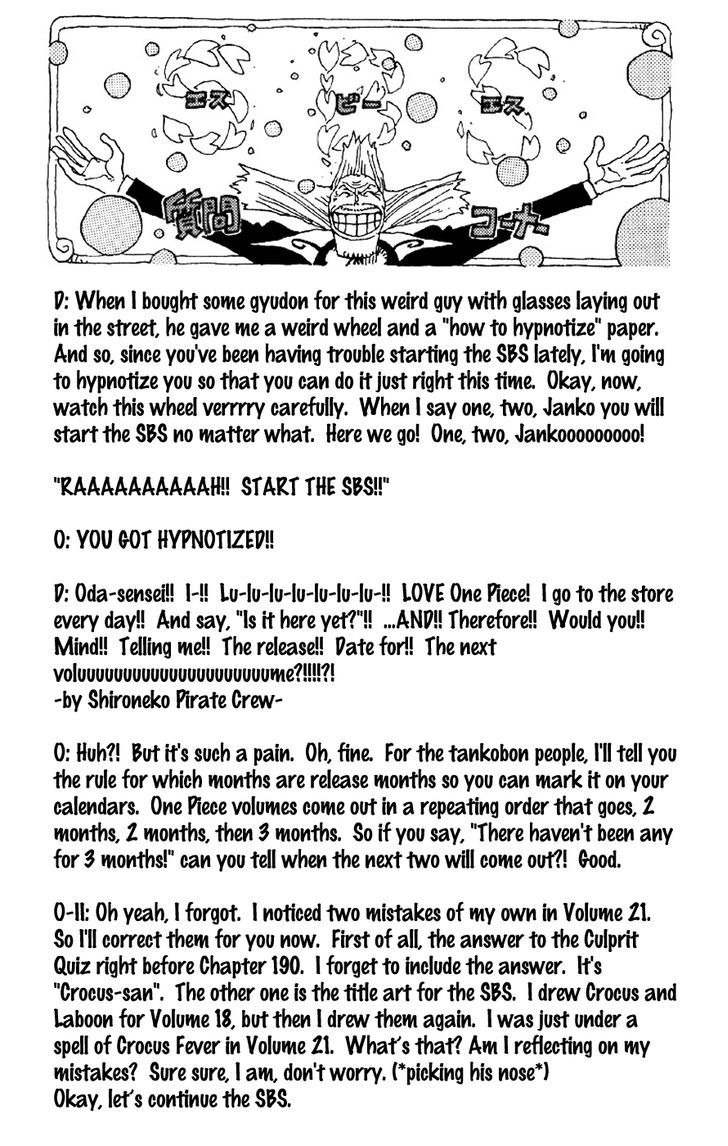 エス ビー エス
質問 コーナー
D: When I bought some gyudon for this weird guy with glasses laying out
in the street, he gave me a weird wheel and a "how to hypnotize" paper.
And so, since you've been having trouble starting the SBS lately, I'm going
to hypnotize you so that you can do it just right this time. Okay, now,
watch this wheel verrrry carefully. When I say one, two, Janko you will
start the SBS no matter what. Here we go! One, two, Jankooooooooo!
"RAAAAAAAAAAH!! START THE SBS!!"
O: YOU GOT HYPNOTIZED!!
D: Oda-sensei!! I-!! Lu-lu-lu-lu-lu-lu-lu-!! LOVE One Piece! I go to the store
every day!! And say, "Is it here yet?"!! ...AND!! Therefore!! Would you!!
Mind!! Telling me!! The release!! Date for!! The next
voluuuuuuuuuuuuuuuuuuuuume?!!!!?!
-by Shironeko Pirate Crew-
O: Huh?! But it's such a pain. Oh, fine. For the tankobon people, I'll tell you
the rule for which months are release months so you can mark it on your
calendars. One Piece volumes come out in a repeating order that goes, 2
months, 2 months, then 3 months. So if you say, "There haven't been any
for 3 months!" can you tell when the next two will come out?! Good.
O-II: Oh yeah, I forgot. I noticed two mistakes of my own in Volume 21.
So I'll correct them for you now. First of all, the answer to the Culprit
Quiz right before Chapter 190. I forget to include the answer. It's
"Crocus-san". The other one is the title art for the SBS. I drew Crocus and
Laboon for Volume 18, but then I drew them again. I was just under a
spell of Crocus Fever in Volume 21. What's that? Am I reflecting on my
mistakes? Sure sure, I am, don't worry. (*picking his nose*)
Okay, let's continue the SBS.